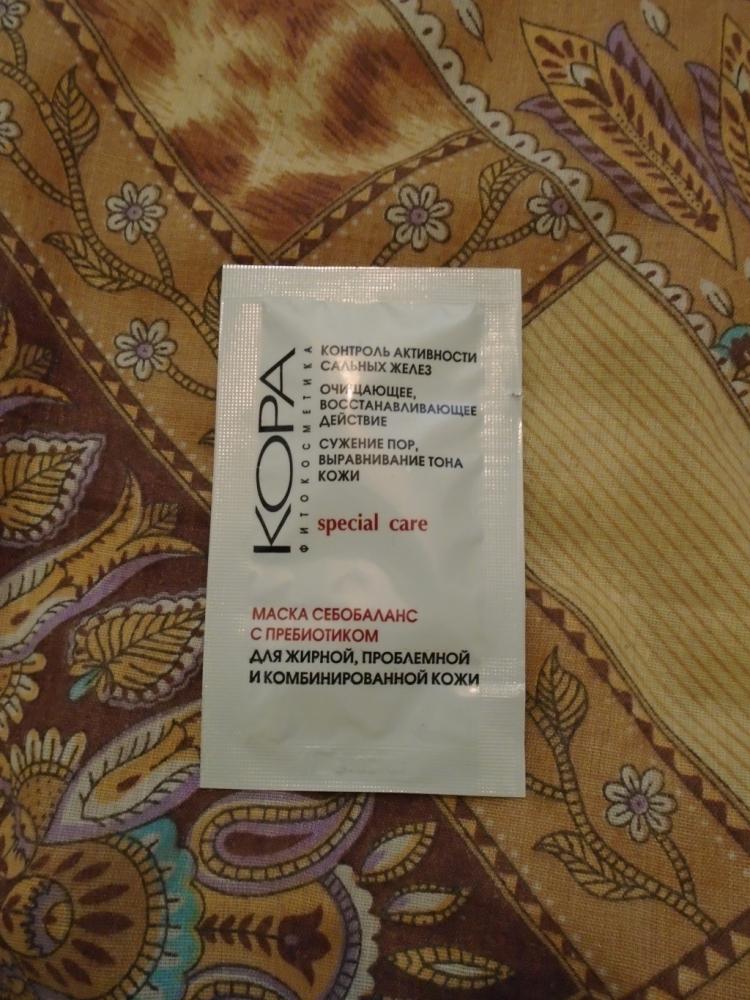 КОРА
ФИТОКОСМЕТИКА
КОНТРОЛЬ АКТИВНОСТИ
САЛЬНЫХ ЖЕЛЕЗ
ОЧИЩАЮЩЕЕ,
ВОССТАНАВЛИВАЮЩЕЕ
ДЕЙСТВИЕ
СУЖЕНИЕ ПОР,
ВЫРАВНИВАНИЕ ТОНА
КОЖИ
special care
МАСКА СЕБОБАЛАНС
С ПРЕБИОТИКОМ
ДЛЯ ЖИРНОЙ, ПРОБЛЕМНОЙ
И КОМБИНИРОВАННОЙ КОЖИ